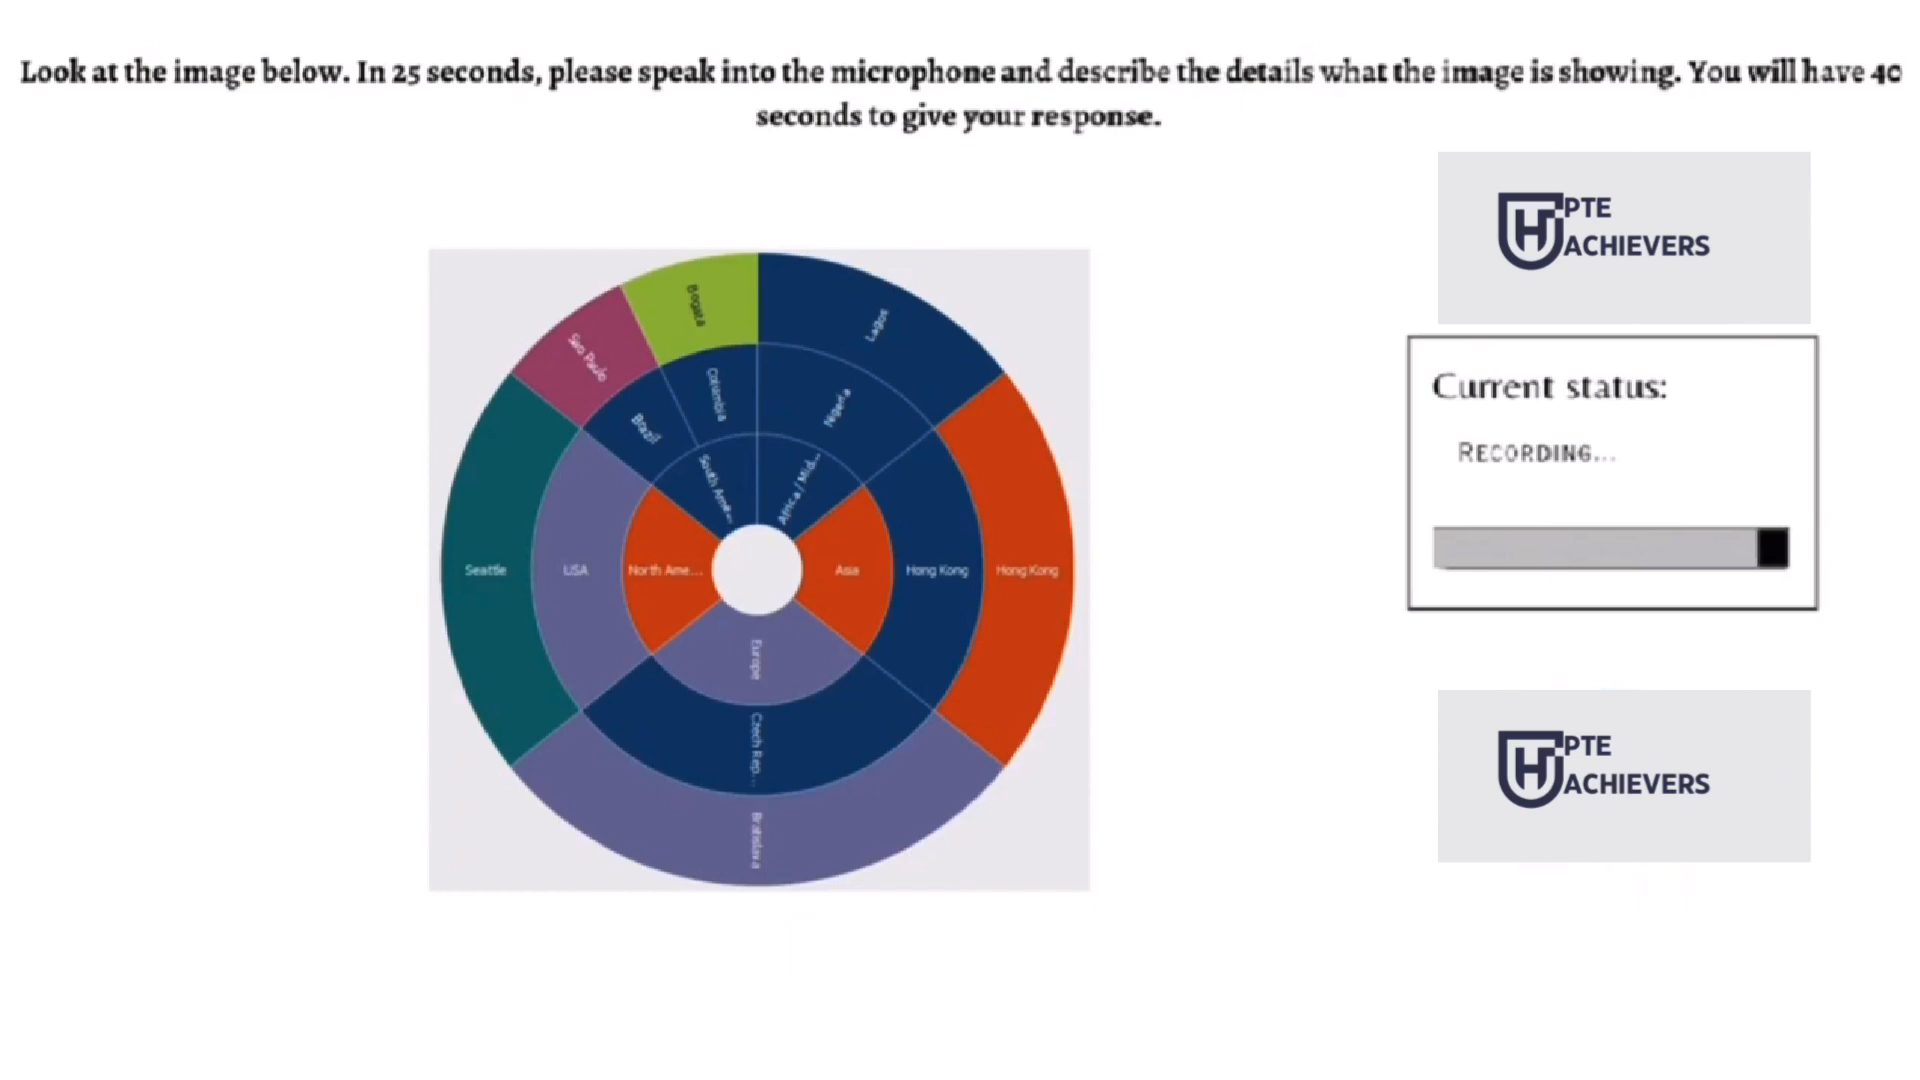 Look at the image below. In 25 seconds, please speak into the microphone and describe the details what the image is showing. You will have 40
seconds to give your response.
PTE
ACHIEVERS
Current status:
RECORDING...
PTE
ACHIEVERS
Bogata
Lagos
Sao Paulo
Columbia
Nigeria
Brazil
South Ame...
Africa / Mid...
Seattle
USA
North Ame...
Asia
Hong Kong
Hong Kong
Europe
Czech Rep...
Bratislava